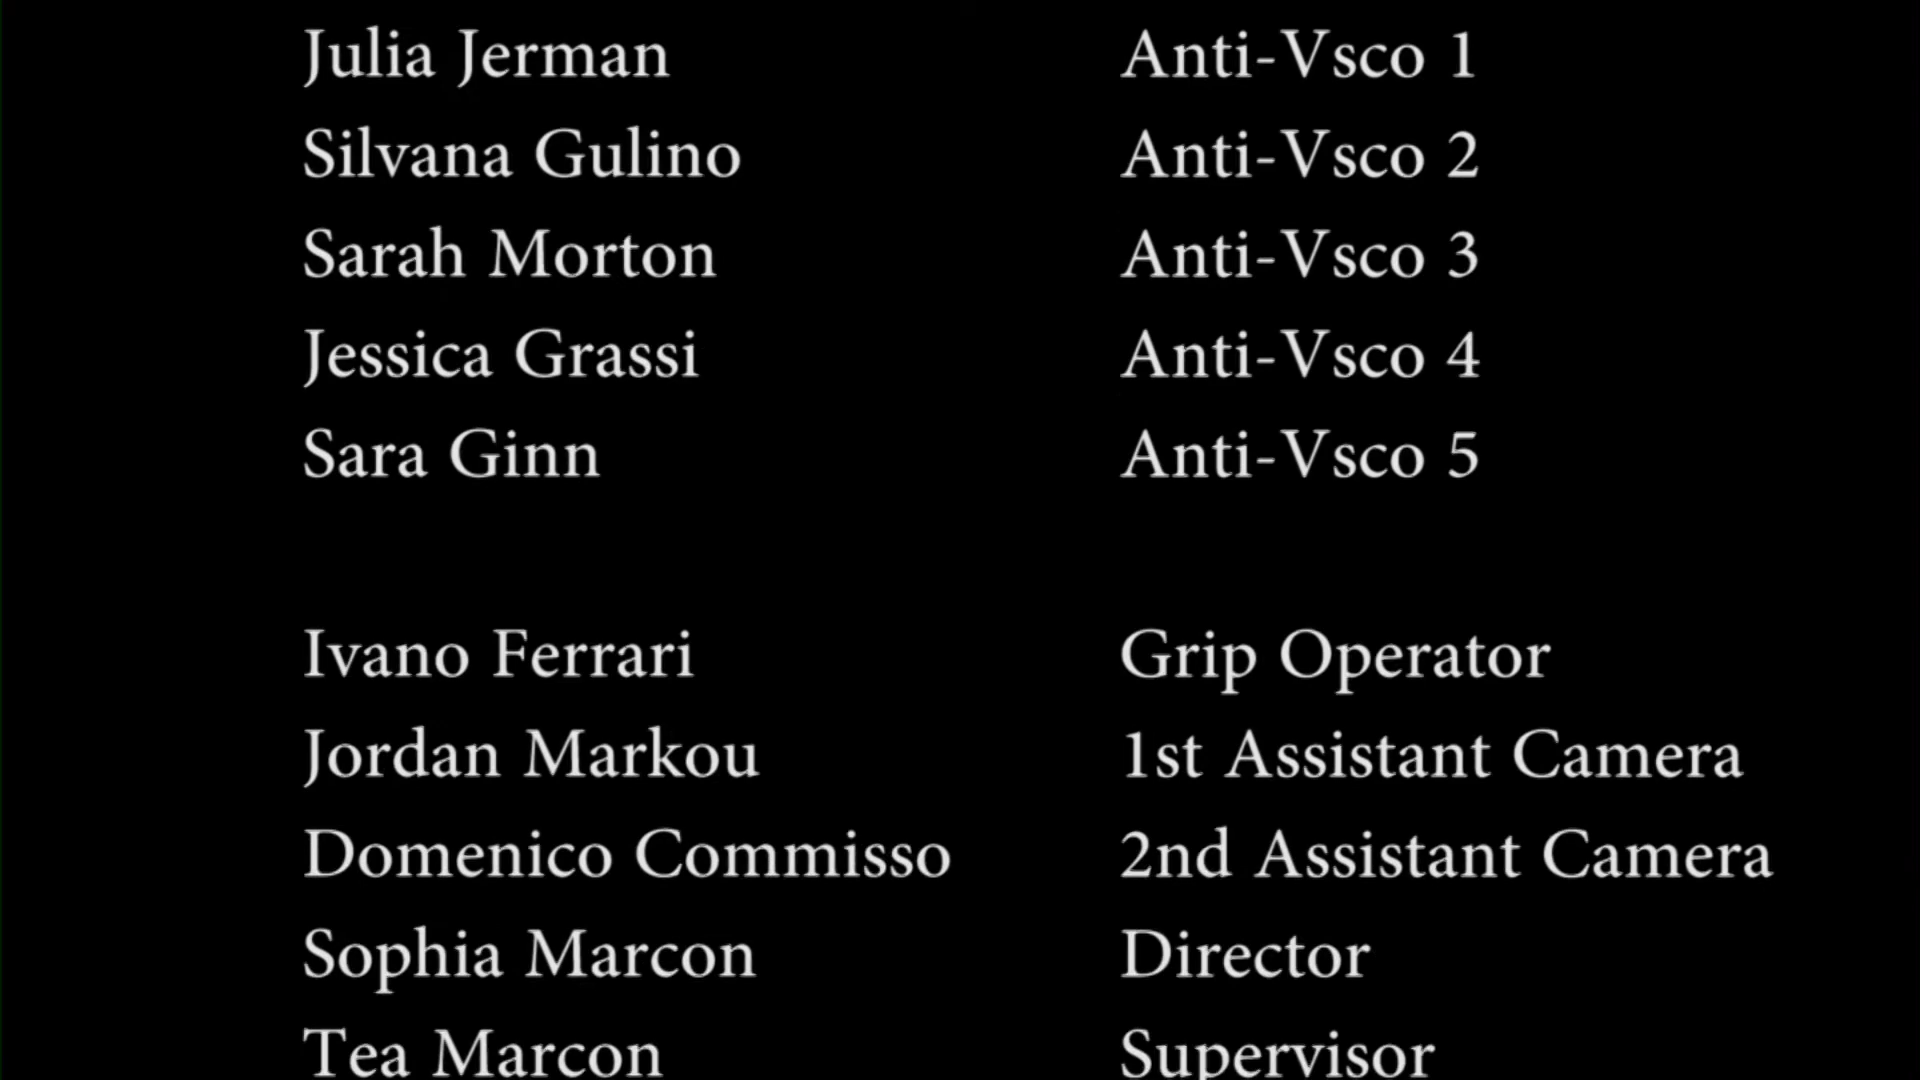 Julia Jerman Anti-Vsco 1
Silvana Gulino Anti-Vsco 2
Sarah Morton Anti-Vsco 3
Jessica Grassi Anti-Vsco 4
Sara Ginn Anti-Vsco 5
Ivano Ferrari Grip Operator
Jordan Markou 1st Assistant Camera
Domenico Commisso 2nd Assistant Camera
Sophia Marcon Director
Tea Marcon Supervisor